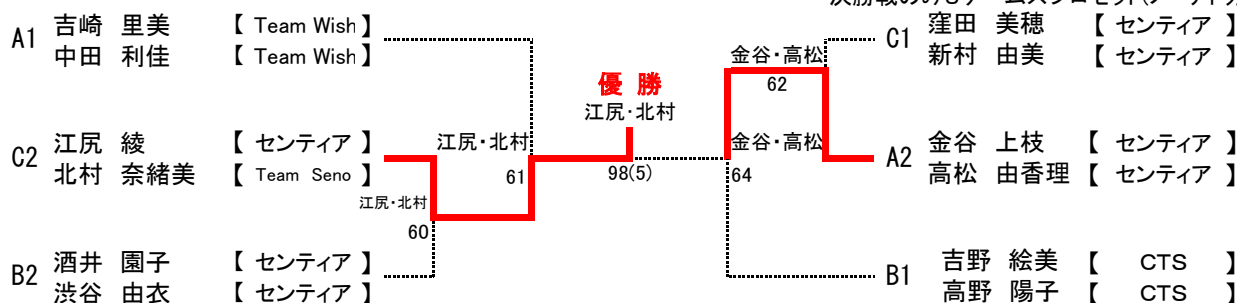 A1 吉崎 里美 【 Team Wish 】
中田 利佳 【 Team Wish 】
C2 江尻 綾 【 センティア 】
北村 奈緒美 【 Team Seno 】
B2 酒井 園子 【 センティア 】
渋谷 由衣 【 センティア 】
江尻・北村
60
江尻・北村
61
優 勝
江尻・北村
98(5)
金谷・高松
62
金谷・高松
64
C1 窪田 美穂 【 センティア 】
新村 由美 【 センティア 】
A2 金谷 上枝 【 センティア 】
高松 由香理 【 センティア 】
B1 吉野 絵美 【 CTS 】
高野 陽子 【 CTS 】